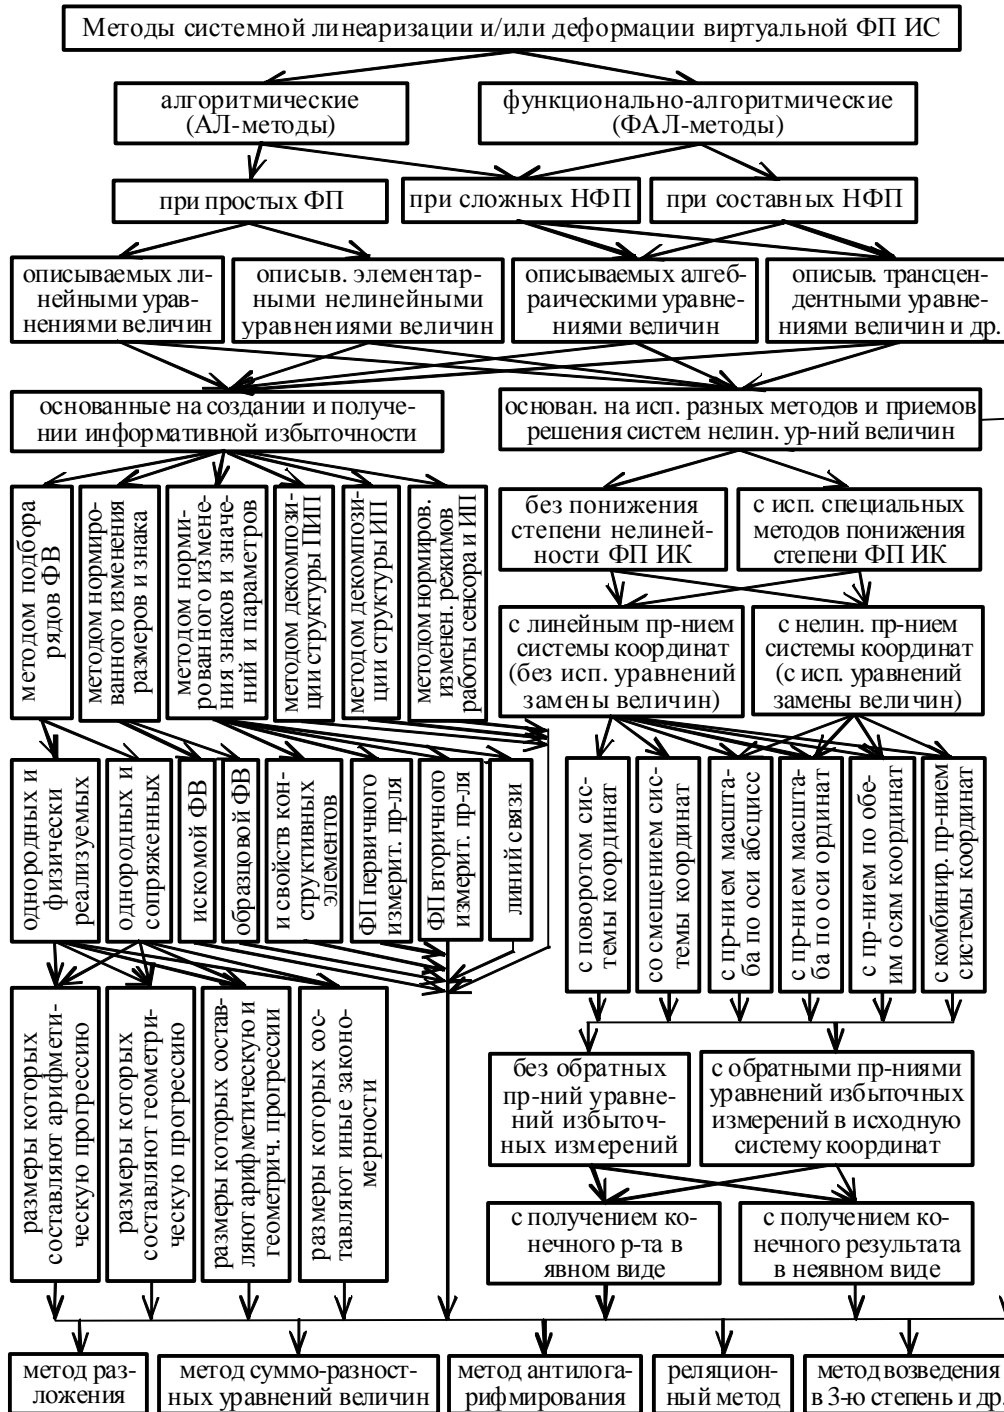 Методы системной линеаризации и/или деформации виртуальной ФП ИС
алгоритмические
(АЛ-методы)
функционально-алгоритмические
(ФАЛ-методы)
при простых ФП
при сложных НФП
при составных НФП
описываемых ли-
нейными урав-
нениями величин
описыв. элементар-
ными нелинейными
уравнениями величин
описываемых алгеб-
раическими уравне-
ниями величин
описыв. трансцен-
дентными уравне-
ниями величин и др.
основанные на создании и получе-
нии информативной избыточности
основан. на исп. разных методов и приемов
решения систем нелин. ур-ний величин
методом подбора
рядов ФВ
методом нормиро-
ванного изменения
размеров и знака
методом норми-
рованного измене-
ния знаков и значе-
ний и параметров
методом декомпози-
ции структуры ПИП
методом декомпози-
ции структуры ИП
методом нормиров.
изменен. режимов
работы сенсора и ИП
без понижения
степени нелиней-
ности ФП ИК
с исп. специальных
методов понижения
степени ФП ИК
с линейным пр-нием
системы координат
(без исп. уравнений
замены величин)
с нелин. пр-нием
системы координат
(с исп. уравнений
замены величин)
однородных и
физически
реализуемых
однородных и
сопряженных
искомой ФВ
образцовой ФВ
и свойств кон-
структивных
элементов
ФП первичного
измерит. пр-ля
ФП вторичного
измерит. пр-ля
линий связи
с поворотом сис-
темы координат
со смещением сис-
темы координат
с пр-нием масшта-
ба по оси абсцисс
с пр-нием масшта-
ба по оси ординат
с пр-нием по обе-
им осям координат
с комбинир. пр-нием
системы координат
размеры которых
составляют арифмети-
ческую прогрессию
размеры которых
составляют геометри-
ческую прогрессию
размеры которых состав-
ляют арифметическую и
геометрич. прогрессии
размеры которых сос-
тавляют иные законо-
мерности
без обратных
пр-ний уравне-
ний избыточ-
ных измерений
с обратными пр-ниями
уравнений избыточных
измерений в исходную
систему координат
с получением ко-
нечного р-та в
явном виде
с получением ко-
нечного результата
в неявном виде
метод раз-
ложения
метод суммо-разност-
ных уравнений величин
метод антилога-
рифмирования
реляцион-
ный метод
метод возведения
в 3-ю степень и др.